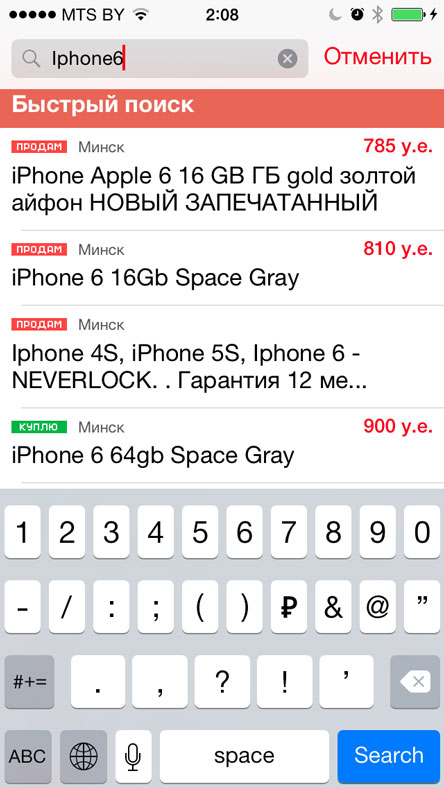 MTS BY 2:08
Iphone6 Отменить
Быстрый поиск
ПРОДАМ Минск 785 у.е.
iPhone Apple 6 16 GB ГБ gold золтой
айфон НОВЫЙ ЗАПЕЧАТАННЫЙ
ПРОДАМ Минск 810 у.е.
iPhone 6 16Gb Space Gray
ПРОДАМ Минск
Iphone 4S, iPhone 5S, Iphone 6 -
NEVERLOCK. . Гарантия 12 ме...
КУПЛЮ Минск 900 у.е.
iPhone 6 64gb Space Gray
1 2 3 4 5 6 7 8 9 0
- / : ; ( ) ₽ & @ ”
#+= . , ? ! ’
ABC space Search